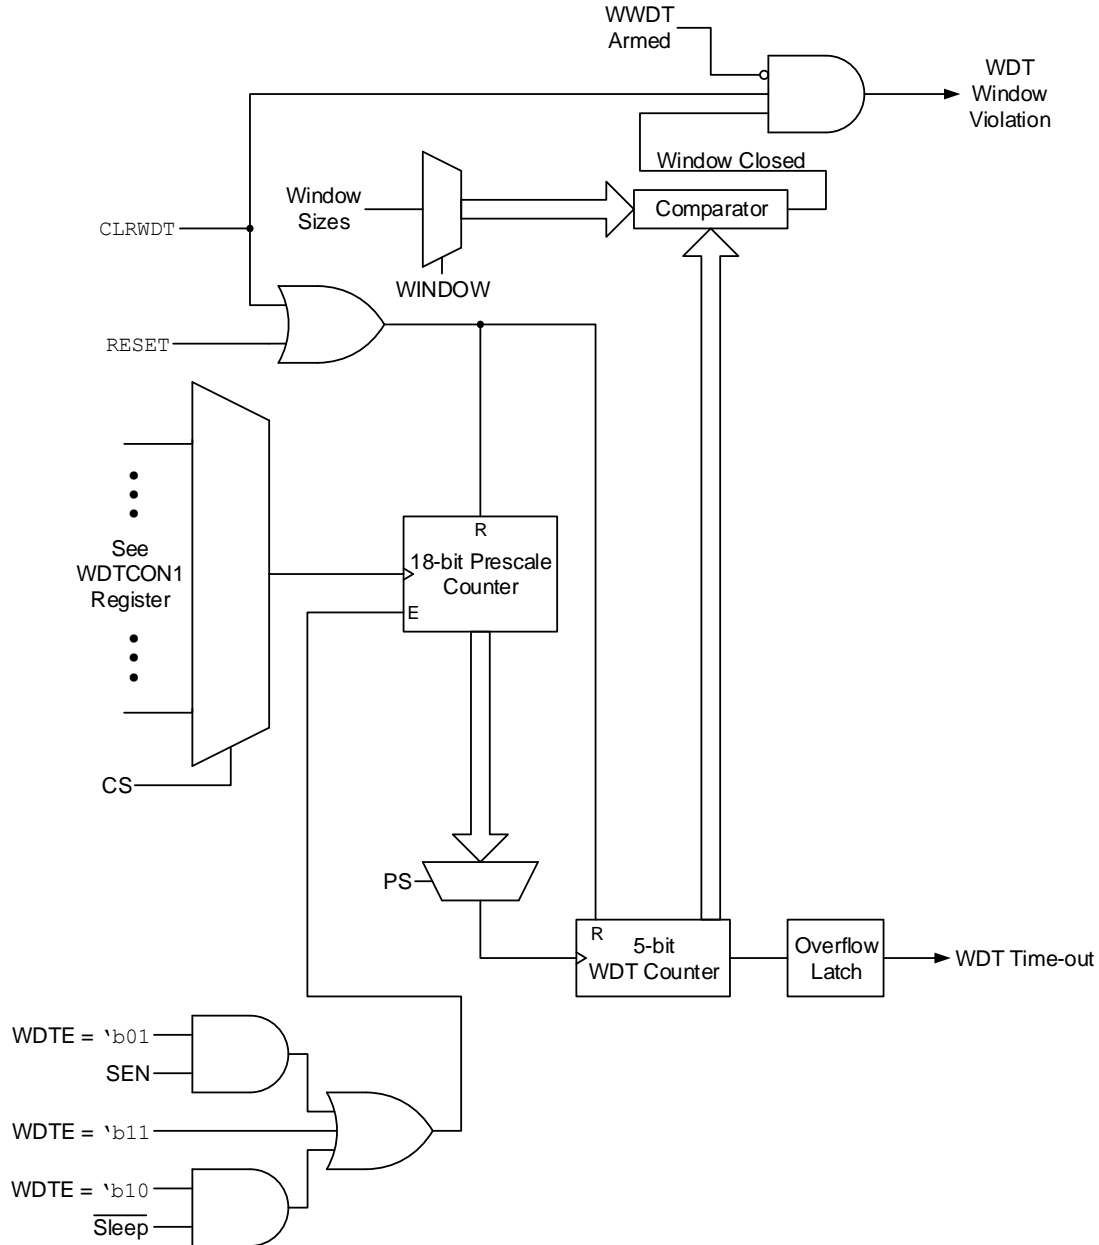 WWDT
Armed
WDT
Window
Violation
Window Closed
Window
Sizes
Comparator
CLRWDT
WINDOW
RESET
R
18-bit Prescale
Counter
See
WDTCON1
Register
E
CS
PS
R
5-bit
WDT Counter
Overflow
Latch
WDT Time-out
WDTE = ‘b01
SEN
WDTE = ‘b11
WDTE = ‘b10
Sleep